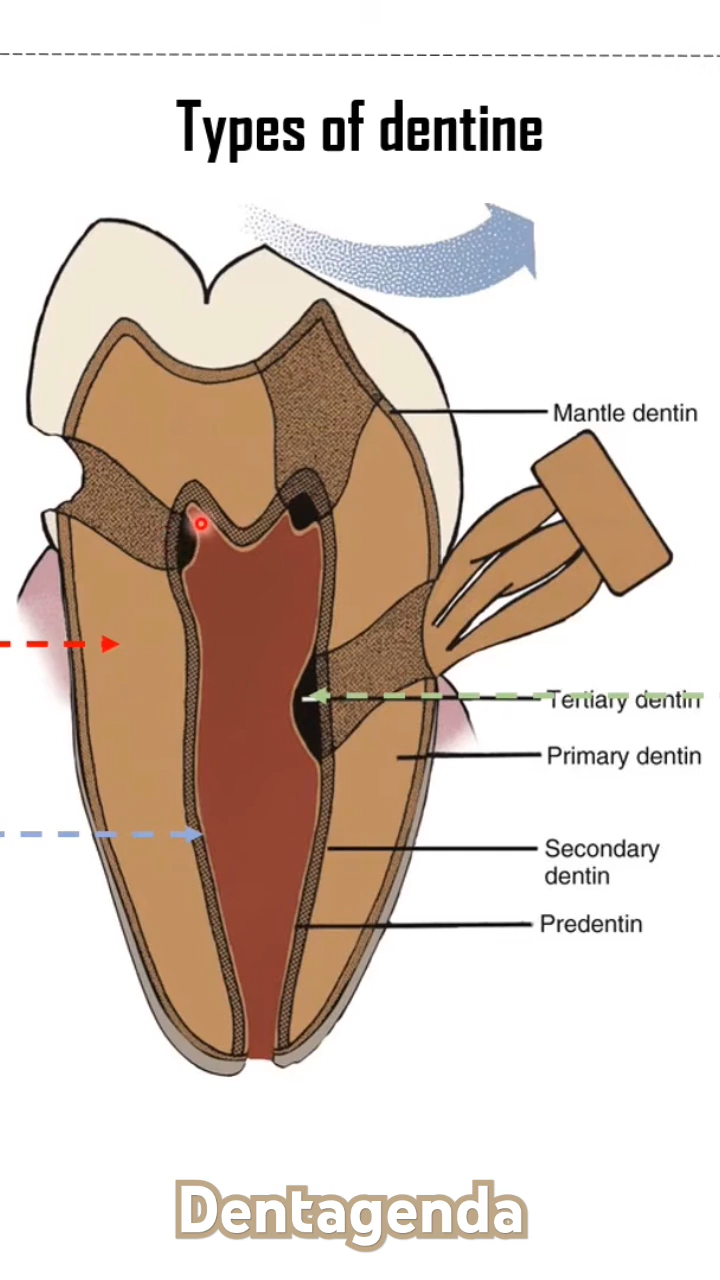 Types of dentine
Mantle dentin
Tertiary dentin
Primary dentin
Secondary
dentin
Predentin
Dentagenda